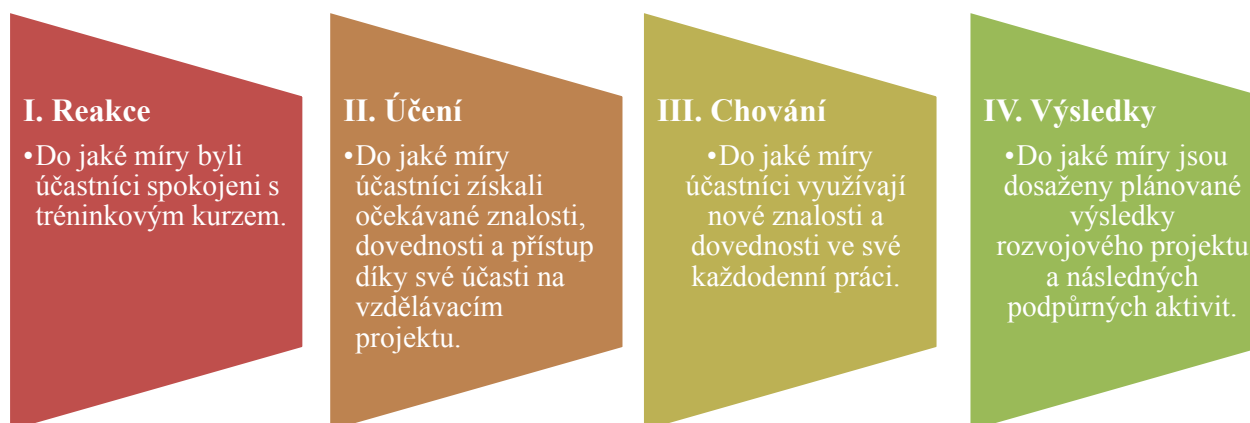 I. Reakce
•Do jaké míry byli
účastníci spokojeni s
tréninkovým kurzem.
II. Účení
•Do jaké míry
účastníci získali
očekávané znalosti,
dovednosti a přístup
díky své účasti na
vzdělávacím
projektu.
III. Chování
•Do jaké míry
účastníci využívají
nové znalosti a
dovednosti ve své
každodenní práci.
IV. Výsledky
•Do jaké míry jsou
dosaženy plánované
výsledky
rozvojového projektu
a následných
podpůrných aktivit.